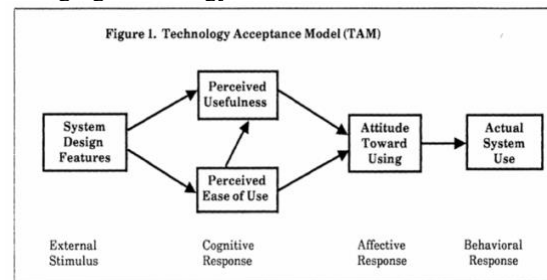 Figure 1. Technology Acceptance Model (TAM)
Perceived
Usefulness
System
Design
Features
Attitude
Toward
Using
Actual
System
Use
Perceived
Ease of Use
External
Stimulus
Cognitive
Response
Affective
Response
Behavioral
Response